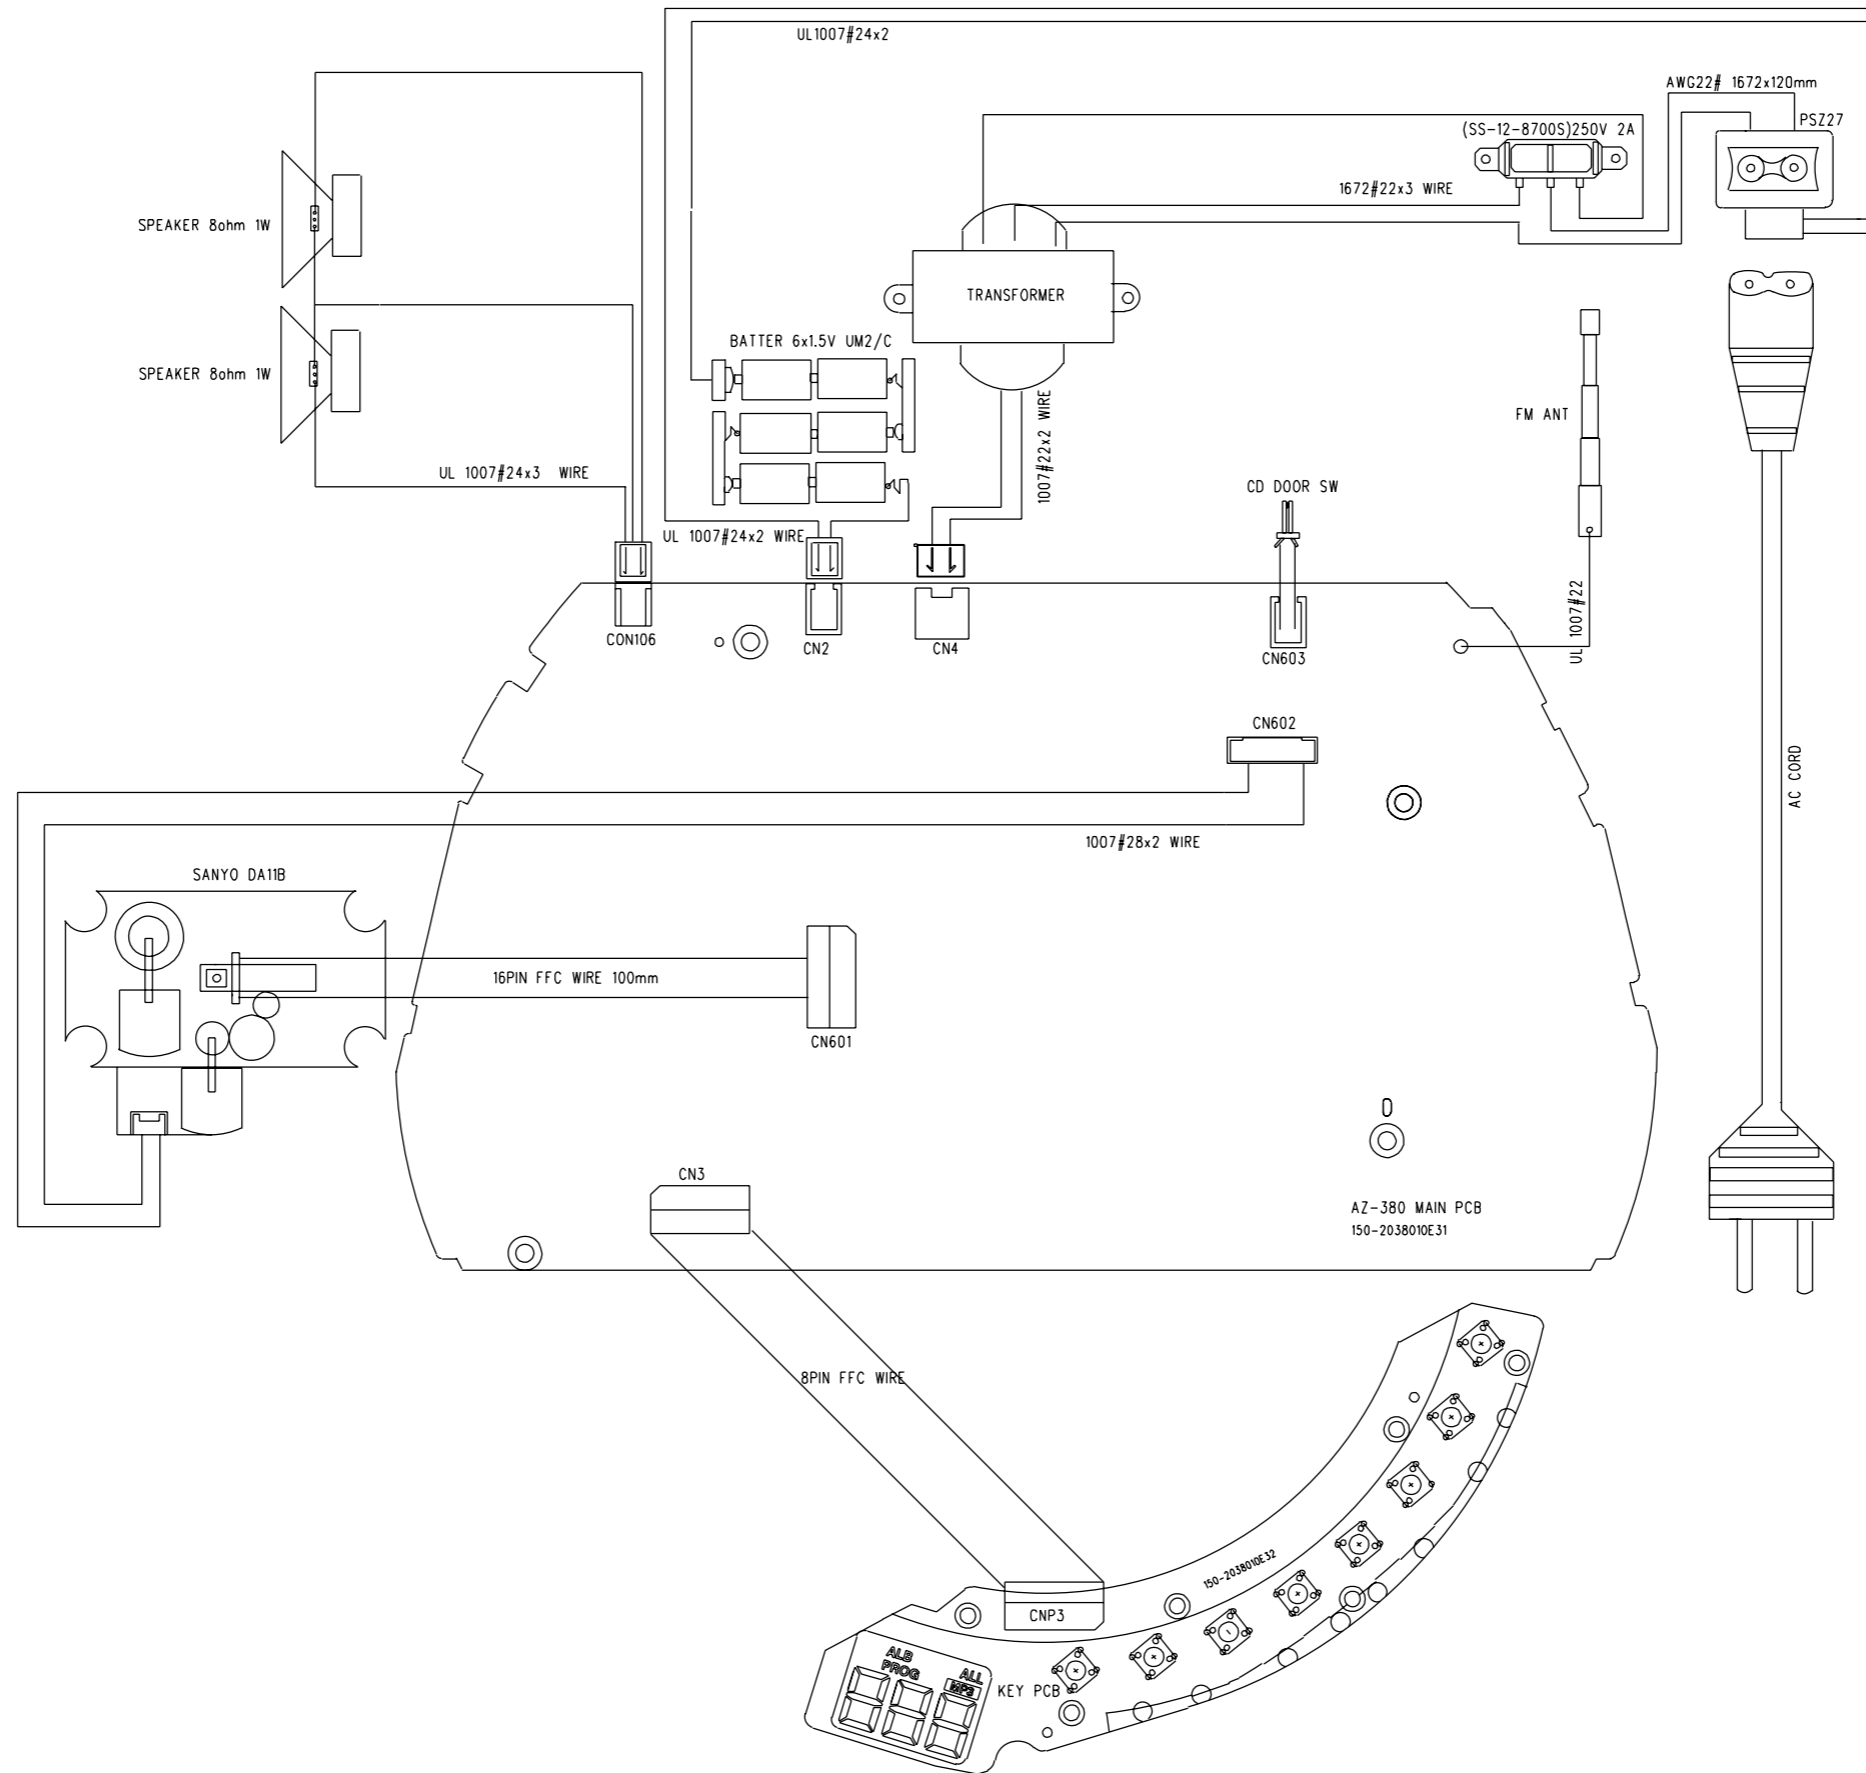 UL1007#24x2
AWG22# 1672x120mm
PSZ27
(SS-12-8700S)250V 2A
1672#22x3 WIRE
SPEAKER 8ohm 1W
TRANSFORMER
BATTER 6x1.5V UM2/C
SPEAKER 8ohm 1W
FM ANT
1007#22x2 WIRE
UL 1007#24x3 WIRE
CD DOOR SW
UL 1007#24x2 WIRE
UL 1007#22
CON106
CN2
CN4
CN603
CN602
AC CORD
1007#28x2 WIRE
SANYO DA11B
16PIN FFC WIRE 100mm
CN601
CN3
AZ-380 MAIN PCB
150-2038010E31
8PIN FFC WIRE
150-2038010E32
CNP3
ALB
PROG
ALL
MP3
KEY PCB